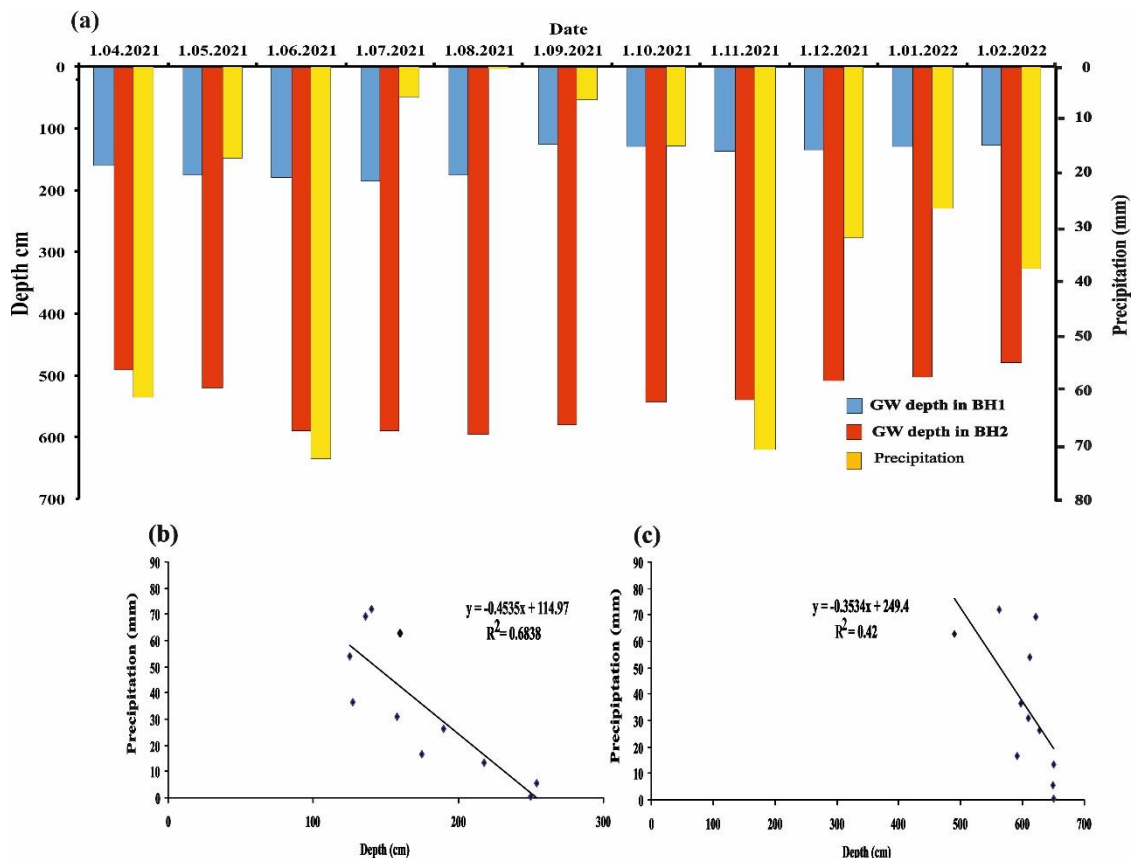 (a)
Date
1.04.2021 1.05.2021 1.06.2021 1.07.2021 1.08.2021 1.09.2021 1.10.2021 1.11.2021 1.12.2021 1.01.2022 1.02.2022
0
100
200
300
400
500
600
700
Depth cm
0
10
20
30
40
50
60
70
80
Precipitation (mm)
GW depth in BH1
GW depth in BH2
Precipitation
(b)
90
80
70
60
50
40
30
20
10
0
Precipitation (mm)
y = -0.4535x + 114.97
R2 = 0.6838
0 100 200 300
Depth (cm)
(c)
90
80
70
60
50
40
30
20
10
0
Precipiptation (mm)
y = -0.3534x + 249.4
R2 = 0.42
0 100 200 300 400 500 600 700
Depth (cm)